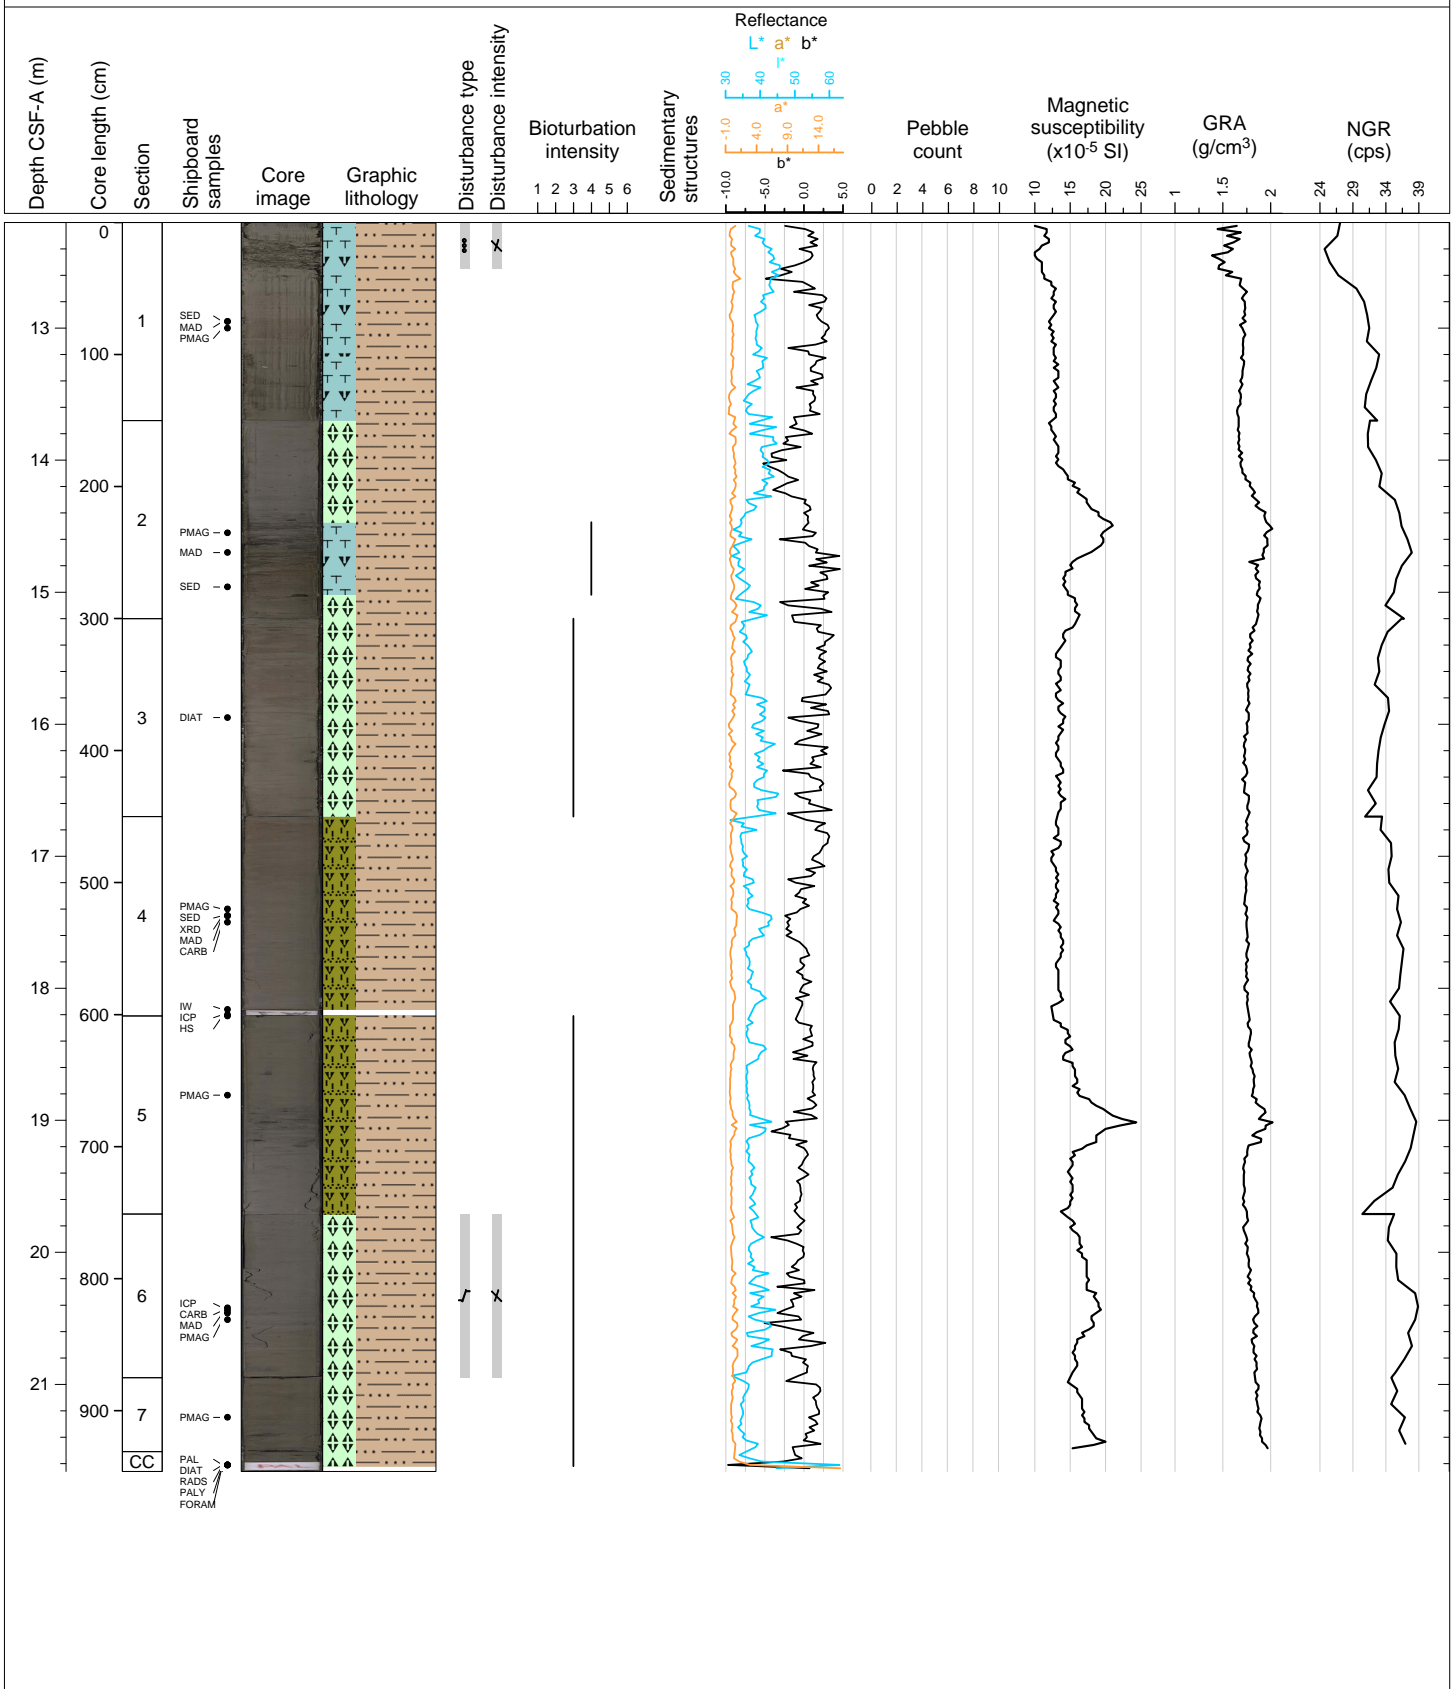 Depth CSF-A (m)
Core length (cm)
Section
Shipboard
samples
Core
image
Graphic
lithology
Disturbance type
Disturbance intensity
Bioturbation
intensity
1 2 3 4 5 6
Sedimentary
structures
Reflectance
L* a* b*
l*
30 40 50 60
a*
-1.0 4.0 9.0 14.0
b*
-10.0 -5.0 0.0 5.0
Pebble
count
0 2 4 6 8 10
Magnetic
susceptibility
(x10-5 SI)
10 15 20 25
GRA
(g/cm3)
1 1.5 2
NGR
(cps)
24 29 34 39
0
SED
13
1
MAD
PMAG
100
14
200
2
PMAG
MAD
SED
15
300
DIAT
3
16
400
17
500
PMAG
4
SED
XRD
MAD
CARB
18
IW
600
ICP
HS
PMAG
5
19
700
20
800
6
ICP
CARB
MAD
PMAG
21
900
7
PMAG
CC
PAL
DIAT
RADS
PALY
FORAM
PAL